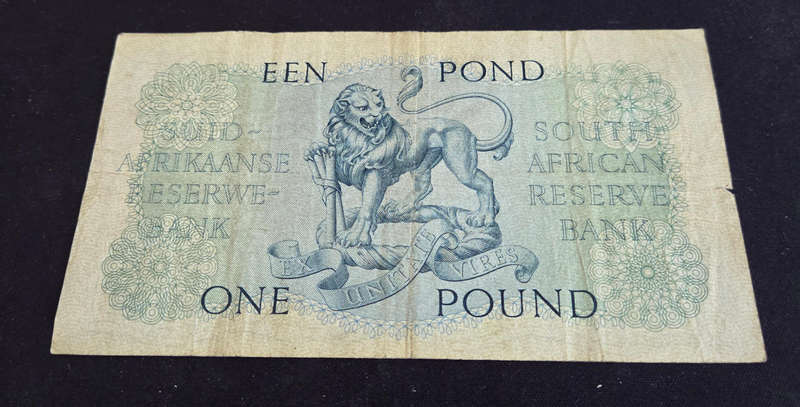 EEN POND
SUID-
AFRIKAANSE
RESERWE-
BANK
SOUTH
AFRICAN
RESERVE
BANK
EX UNITATE VIRES
ONE POUND